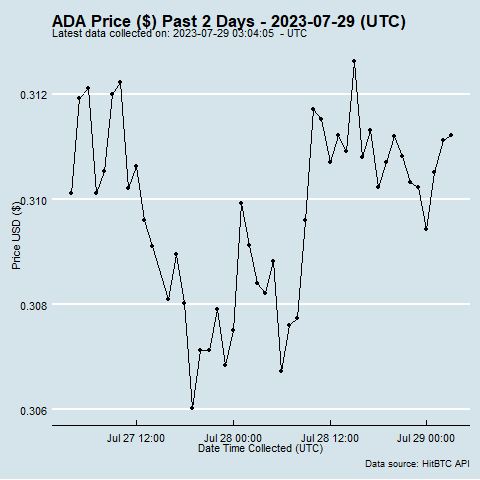 ADA Price ($) Past 2 Days - 2023-07-29 (UTC)
Latest data collected on: 2023-07-29 03:04:05  - UTC
0.312
0.310
0.308
0.306
Price USD ($)
Jul 27 12:00
Jul 28 00:00
Jul 28 12:00
Jul 29 00:00
Date Time Collected (UTC)
Data source: HitBTC API